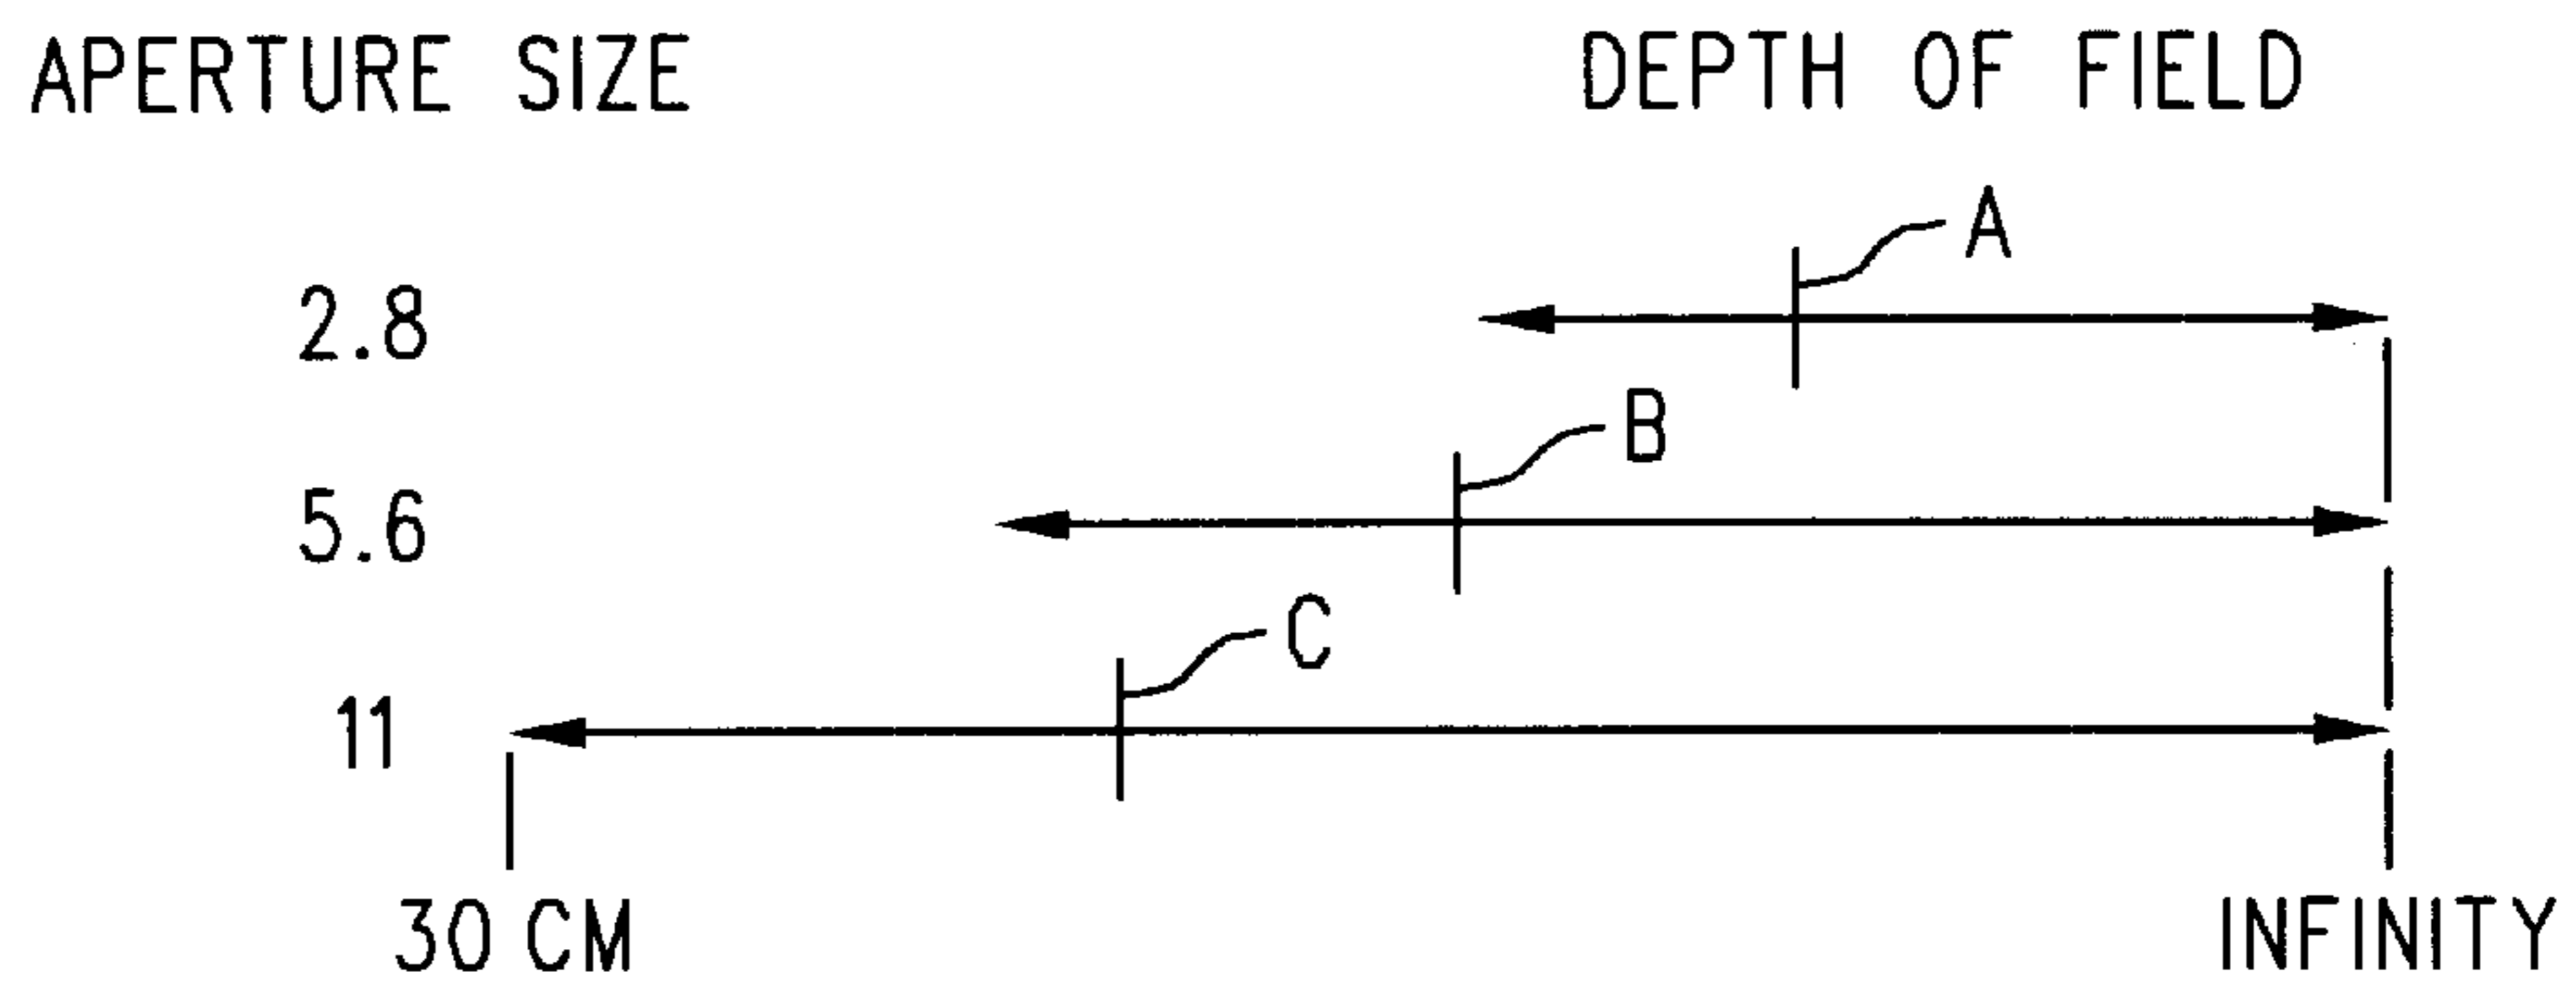 APERTURE SIZE
DEPTH OF FIELD
A
2.8
B
5.6
C
11
30 CM
INFINITY